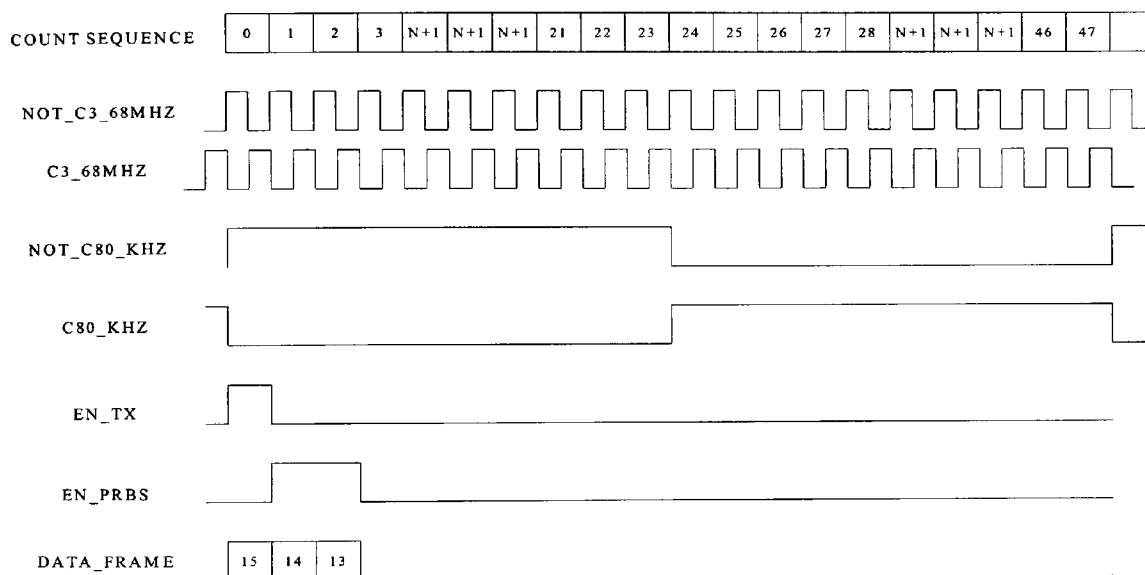 COUNT SEQUENCE 0 1 2 3 N+1 N+1 N+1 21 22 23 24 25 26 27 28 N+1 N+1 N+1 46 47
NOT_C3_68MHZ
C3_68MHZ
NOT_C80_KHZ
C80_KHZ
EN_TX
EN_PRBS
DATA_FRAME 15 14 13